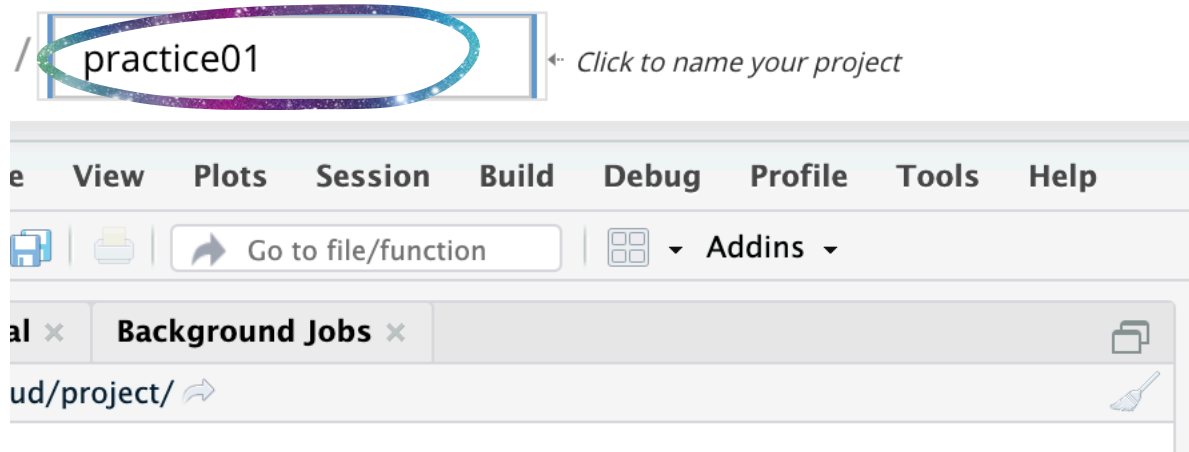 / practice01 Click to name your project
e View Plots Session Build Debug Profile Tools Help
Go to file/function Addins
al Background Jobs
ud/project/